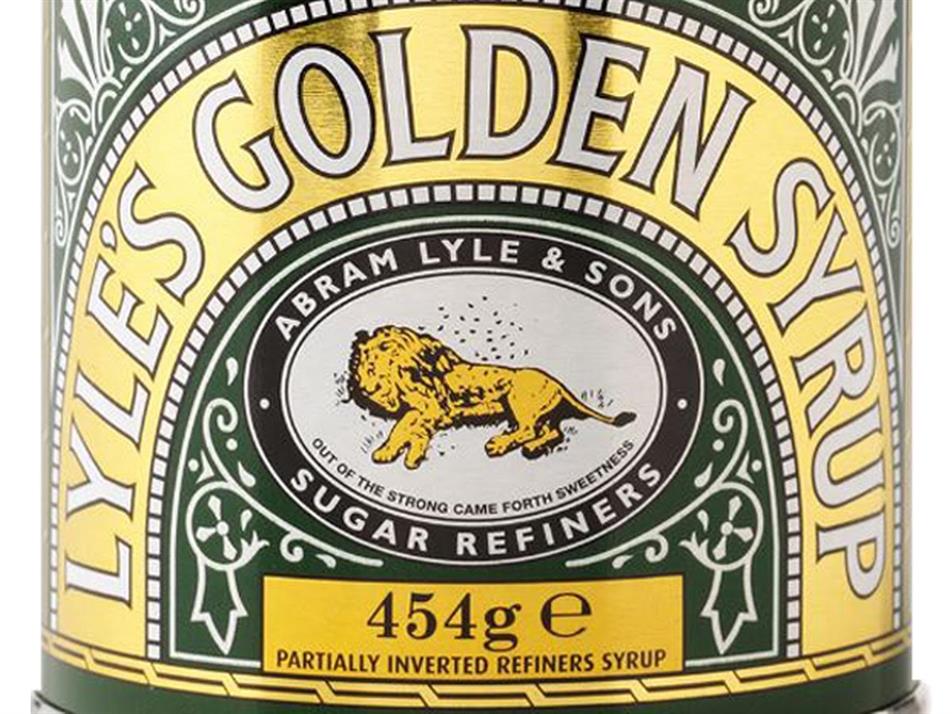 LYLE'S GOLDEN SYRUP
ABRAM LYLE & SONS
OUT OF THE STRONG CAME FORTH SWEETNESS
SUGAR REFINERS
454g ℮
PARTIALLY INVERTED REFINERS SYRUP